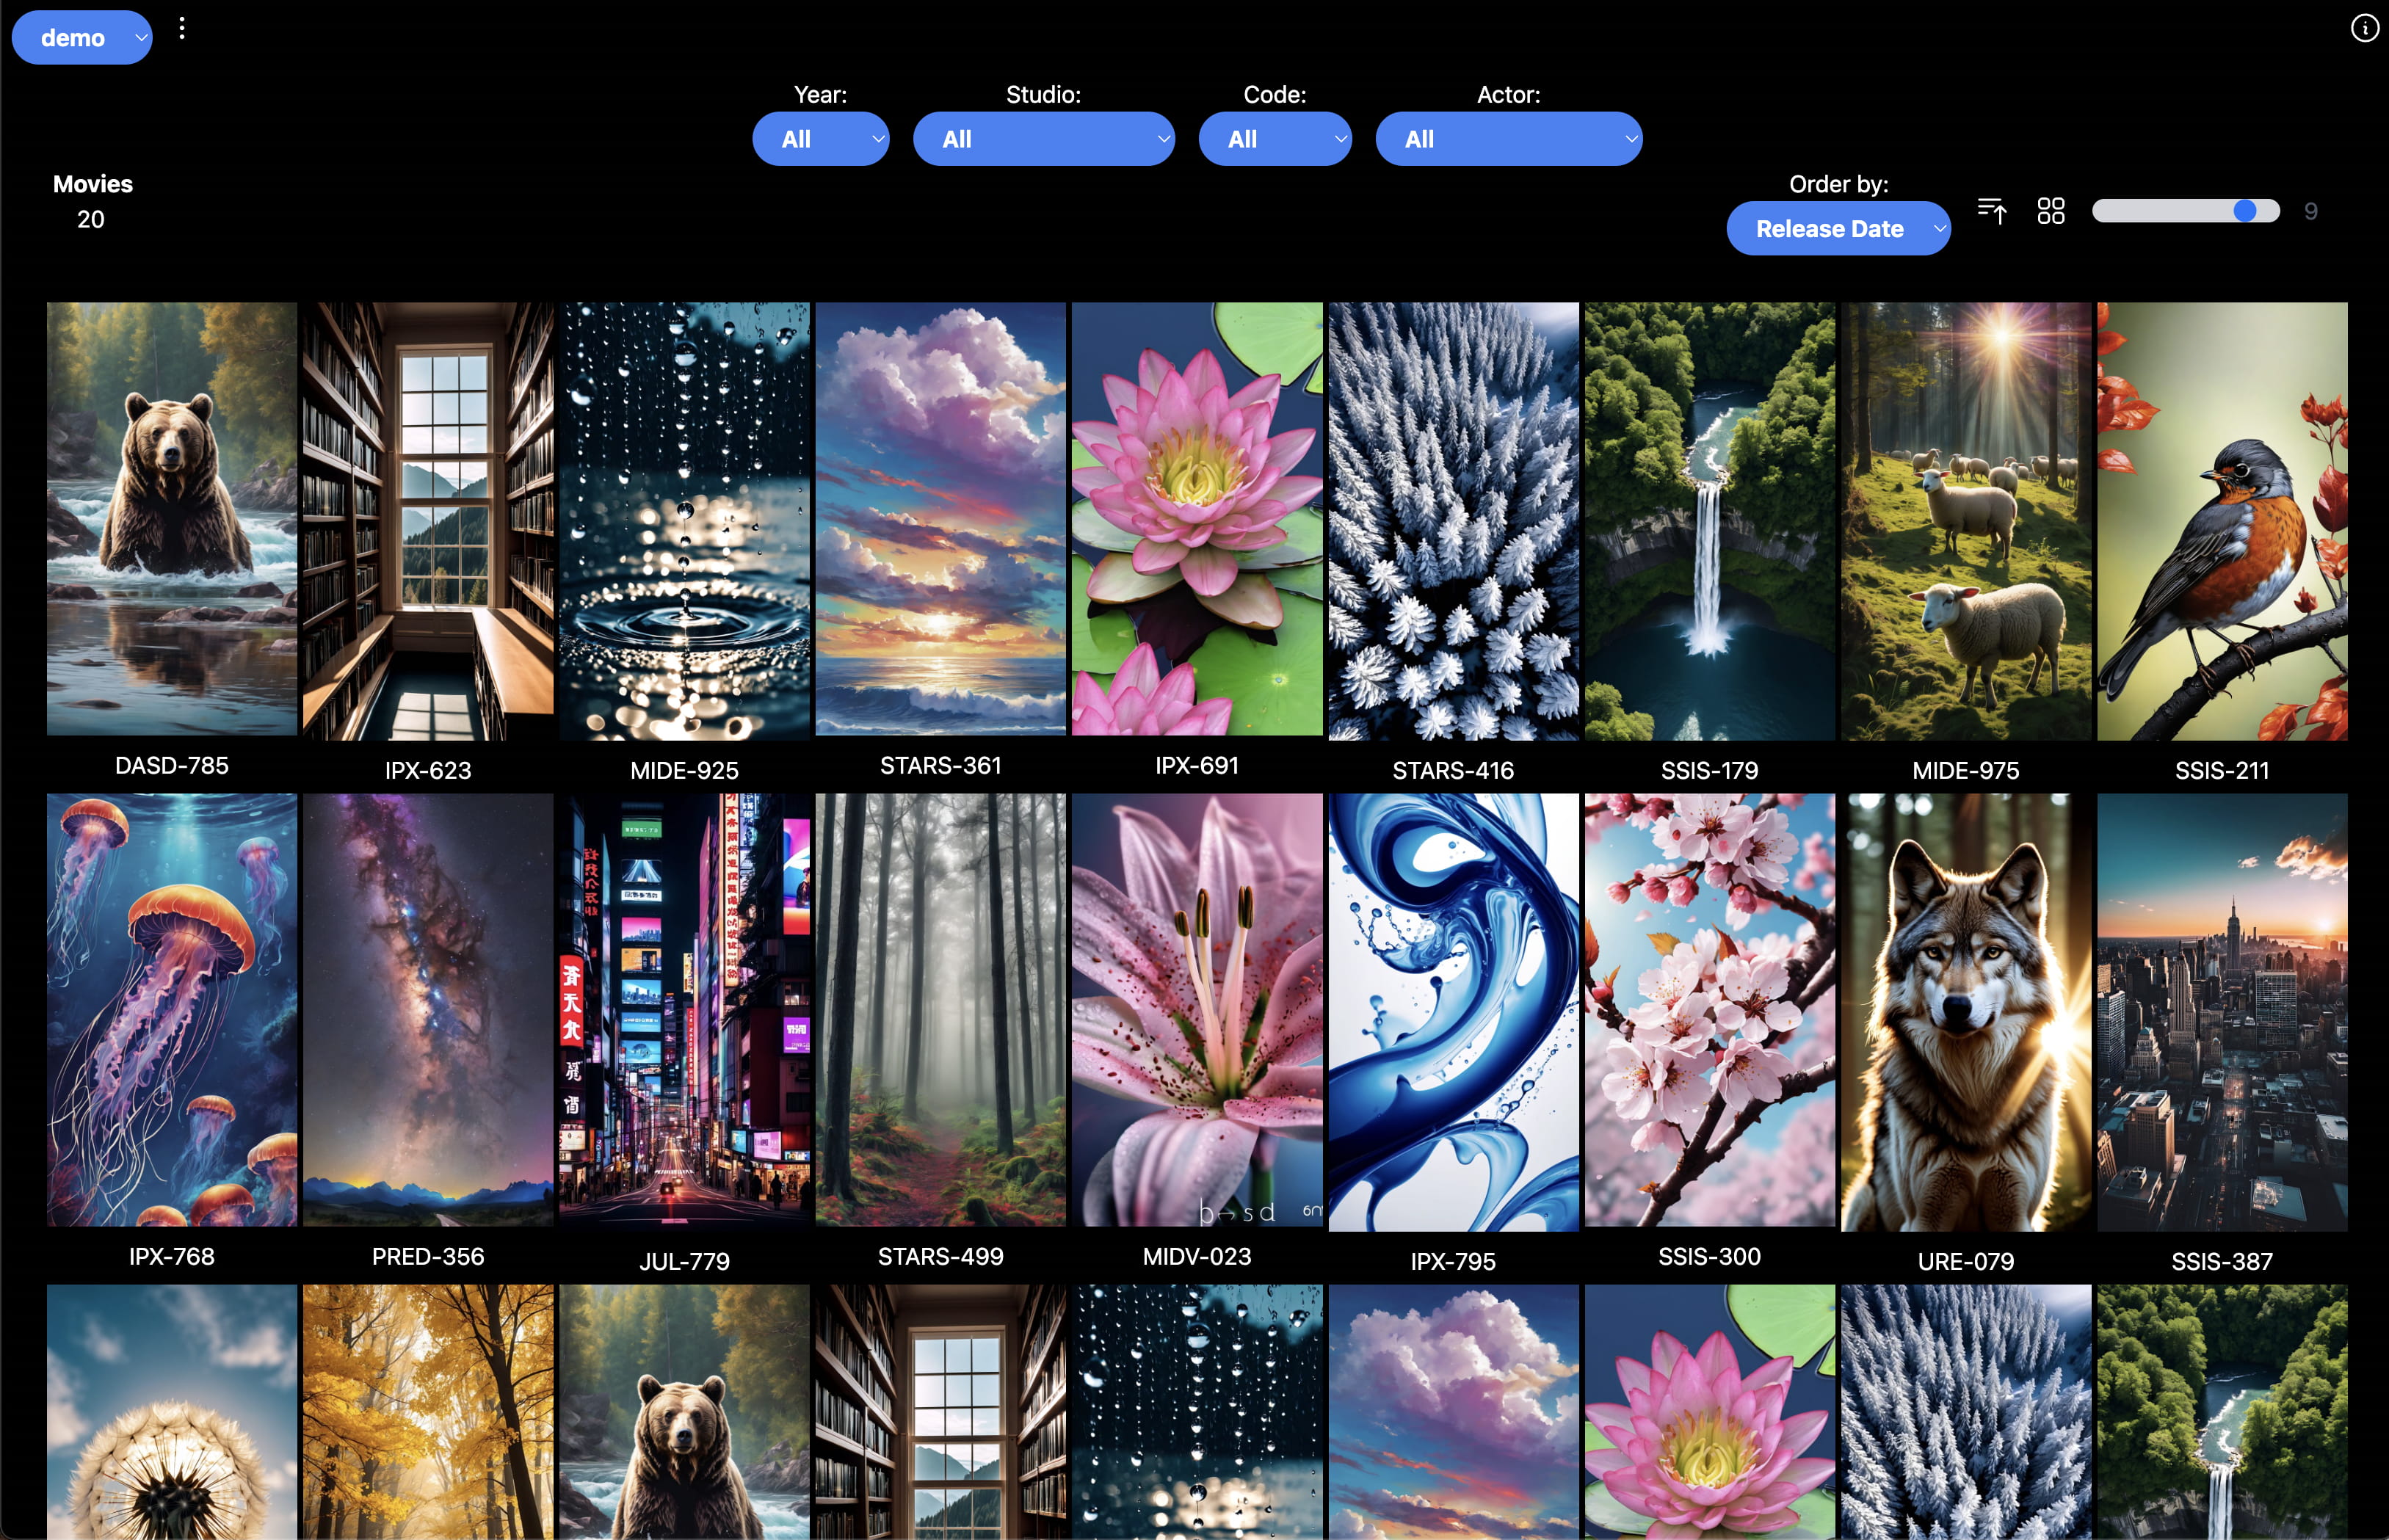 demo
Year:
Studio:
Code:
Actor:
All
All
All
All
Movies
20
Order by:
Release Date
9
DASD-785
IPX-623
MIDE-925
STARS-361
IPX-691
STARS-416
SSIS-179
MIDE-975
SSIS-211
IPX-768
PRED-356
JUL-779
STARS-499
MIDV-023
IPX-795
SSIS-300
URE-079
SSIS-387